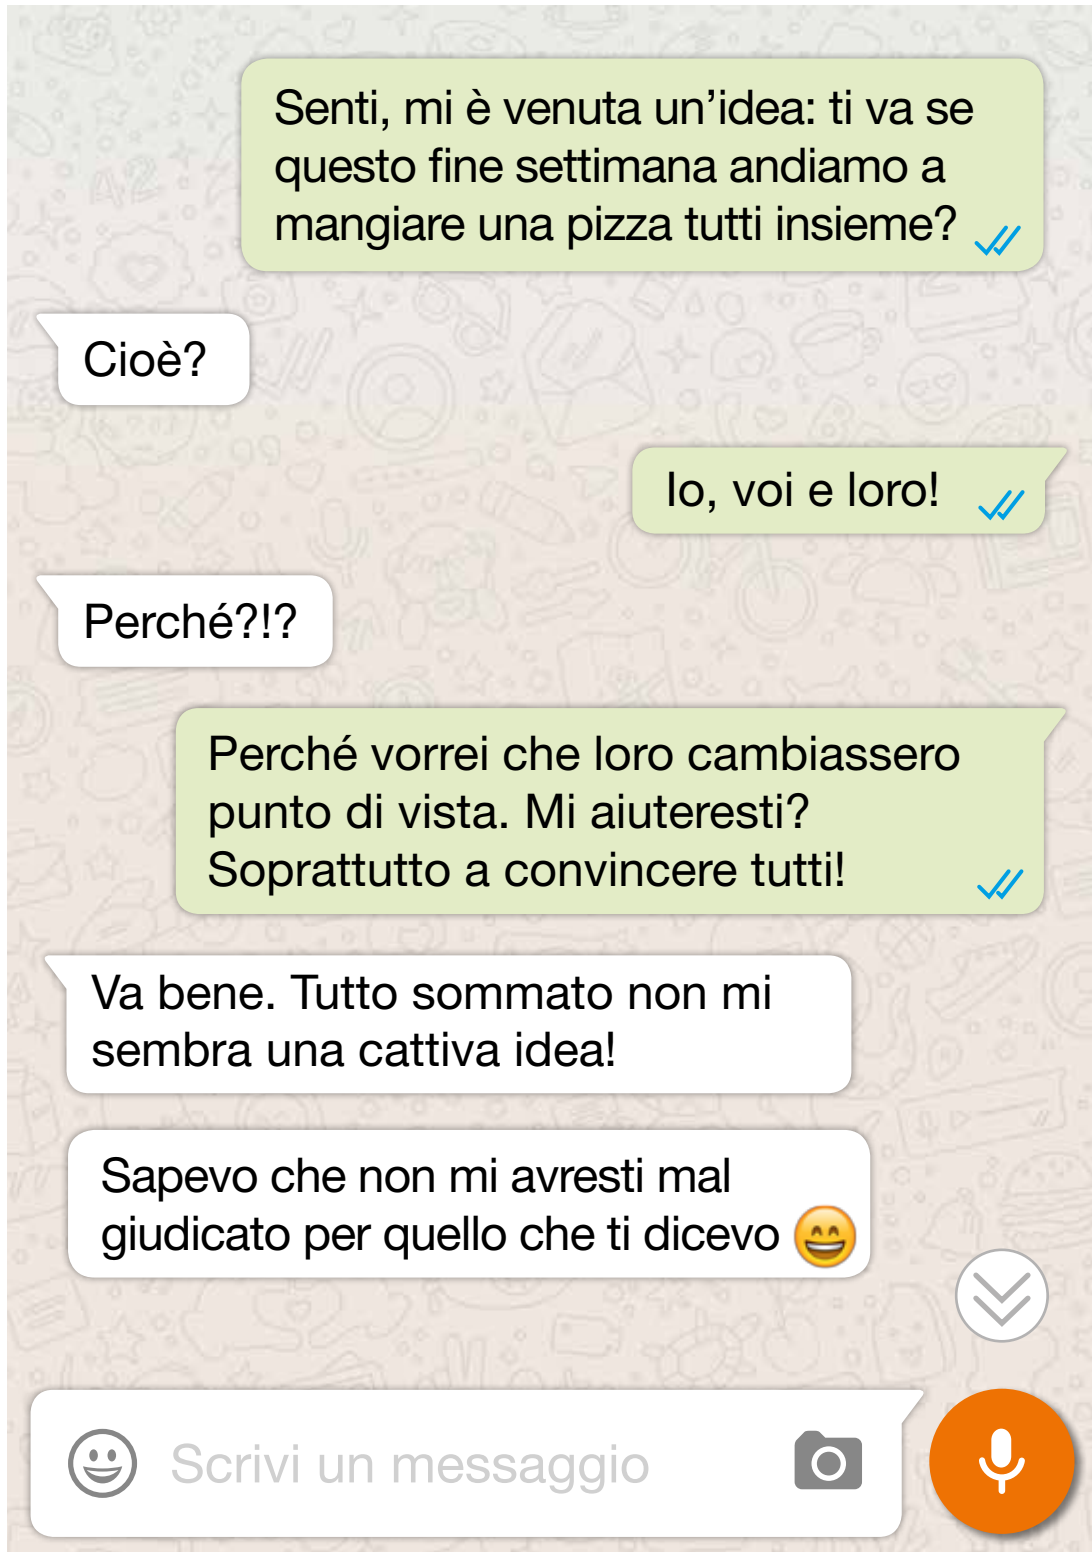 Senti, mi è venuta un’idea: ti va se
questo fine settimana andiamo a
mangiare una pizza tutti insieme?
Cioè?
Io, voi e loro!
Perché?!?
Perché vorrei che loro cambiassero
punto di vista. Mi aiuteresti?
Soprattutto a convincere tutti!
Va bene. Tutto sommato non mi
sembra una cattiva idea!
Sapevo che non mi avresti mal
giudicato per quello che ti dicevo 😄
Scrivi un messaggio